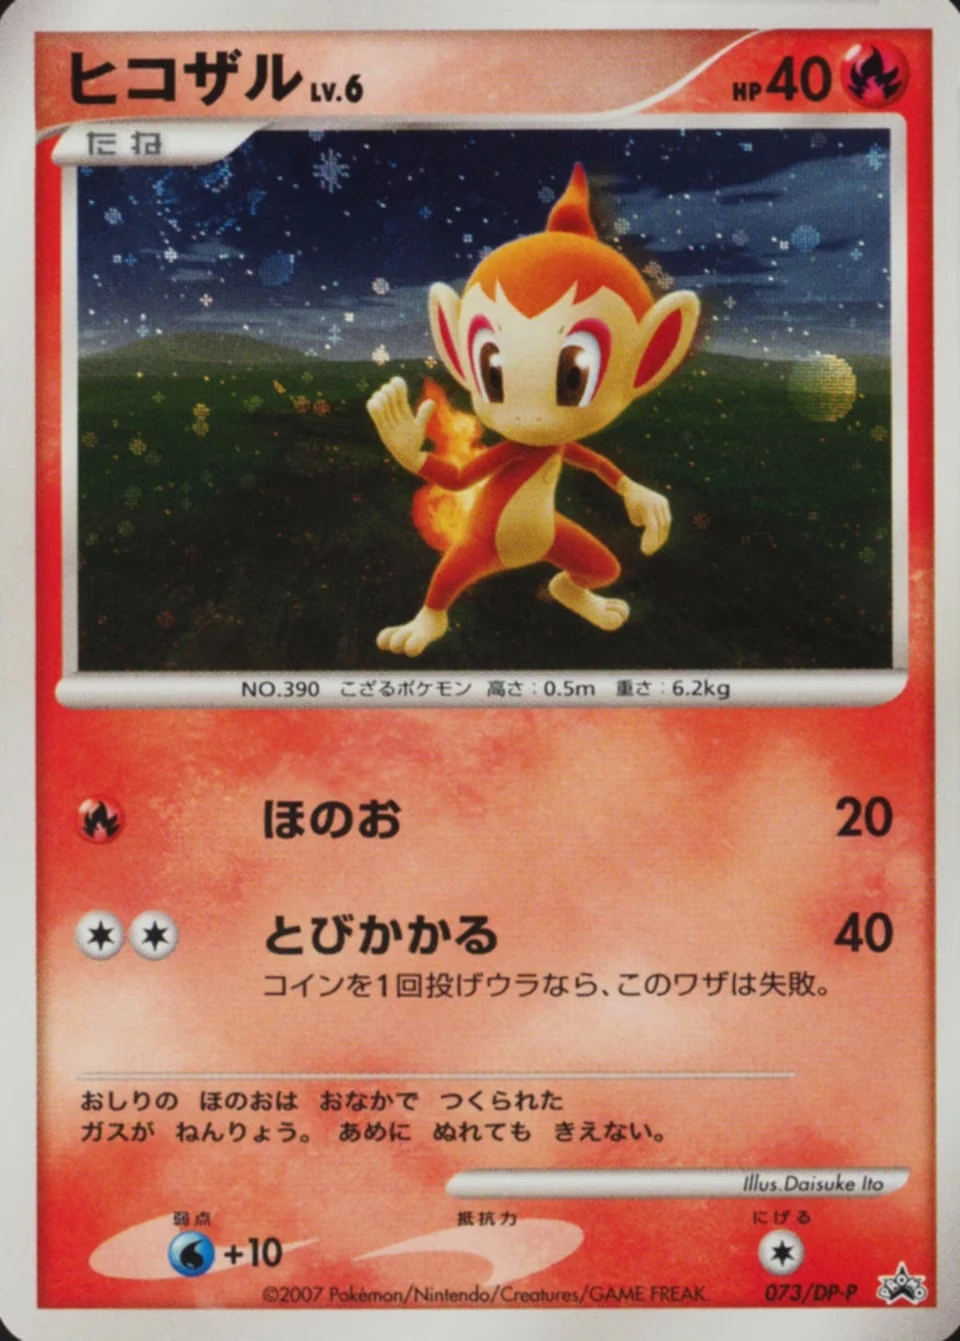 ヒコザル LV.6 HP 40
たね
NO.390 こざるポケモン 高さ：0.5m 重さ：6.2kg
ほのお 20
とびかかる 40
コインを1回投げウラなら、このワザは失敗。
おしりの ほのおは おなかで つくられた
ガスが ねんりょう。 あめに ぬれても きえない。
Illus.Daisuke Ito
弱点 抵抗力 にげる
+10
©2007 Pokémon/Nintendo/Creatures/GAME FREAK. 073/DP-P PROMO